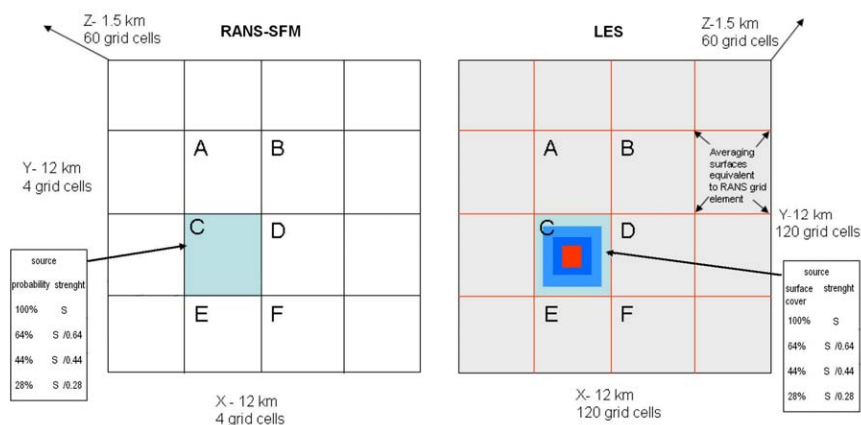 Z- 1.5 km
60 grid cells
RANS-SFM
A
B
Y- 12 km
4 grid cells
C
D
source
probability strenght
100% S
64% S /0.64
44% S /0.44
28% S /0.28
E
F
X - 12 km
4 grid cells
LES
Z-1.5 km
60 grid cells
A
B
Averaging
surfaces
equivalent
to RANS grid
element
C
D
Y-12 km
120 grid cells
source
surface strenght
cover
100% S
64% S /0.64
44% S /0.44
28% S /0.28
E
F
X- 12 km
120 grid cells